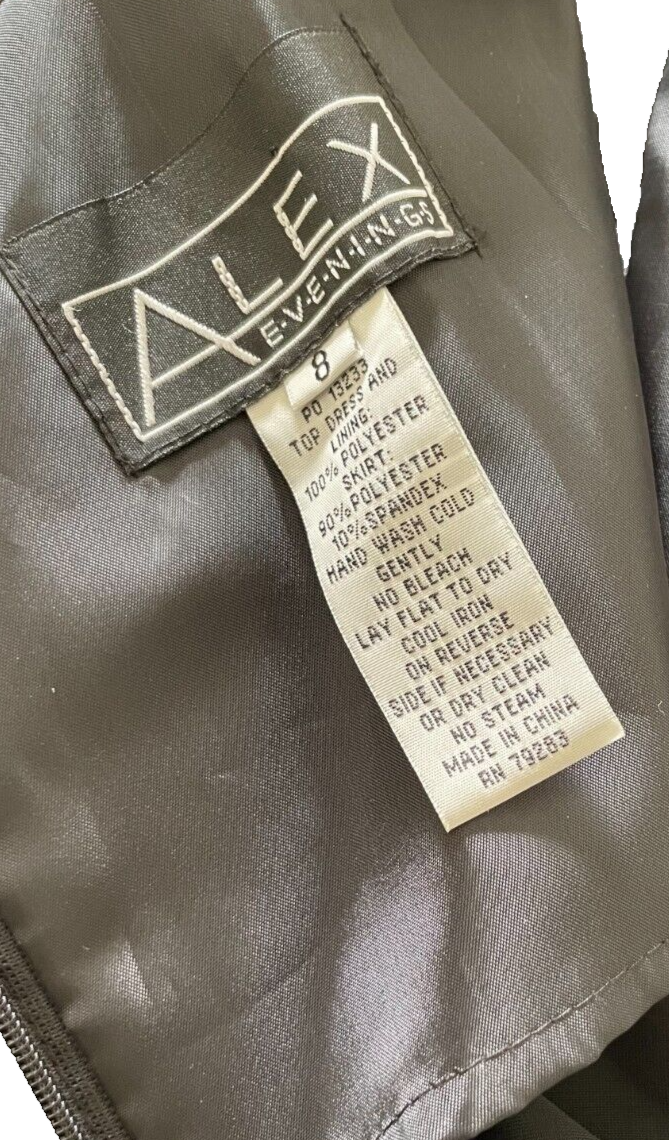 ALEX
E·V·E·N·I·N·G·S
8
PO 13233
TOP DRESS AND
LINING:
100% POLYESTER
SKIRT:
90%POLYESTER
10%SPANDEX
HAND WASH COLD
GENTLY
NO BLEACH
LAY FLAT TO DRY
COOL IRON
ON REVERSE
SIDE IF NECESSARY
OR DRY CLEAN
NO STEAM
MADE IN CHINA
RN 79283